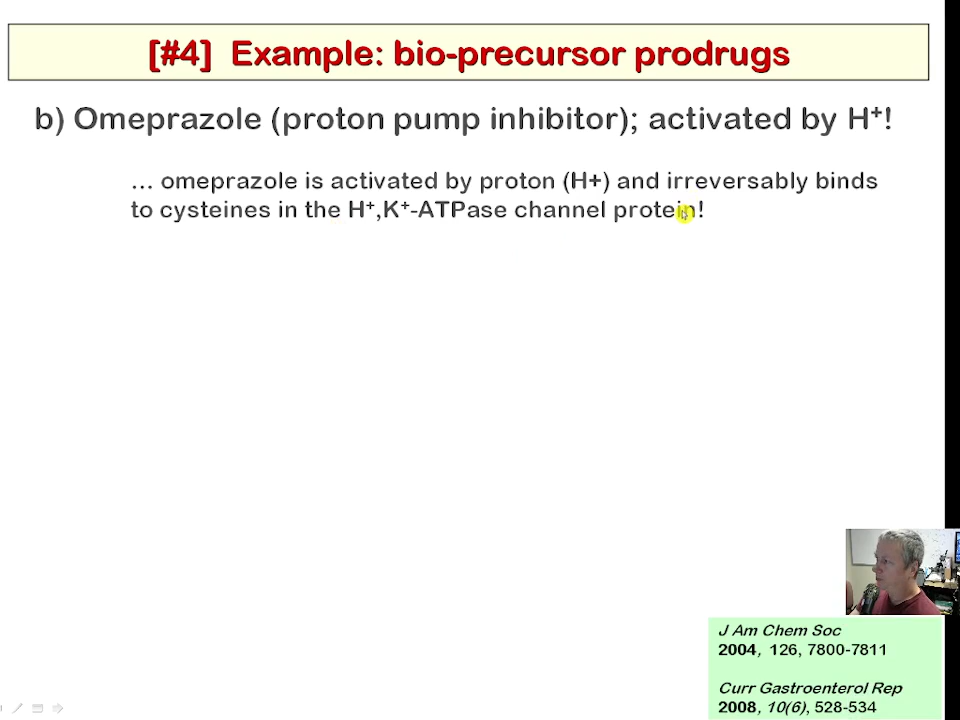 [#4] Example: bio-precursor prodrugs
b) Omeprazole (proton pump inhibitor); activated by H⁺!
... omeprazole is activated by proton (H+) and irreversably binds
to cysteines in the H⁺,K⁺-ATPase channel protein!
J Am Chem Soc
2004, 126, 7800-7811
Curr Gastroenterol Rep
2008, 10(6), 528-534